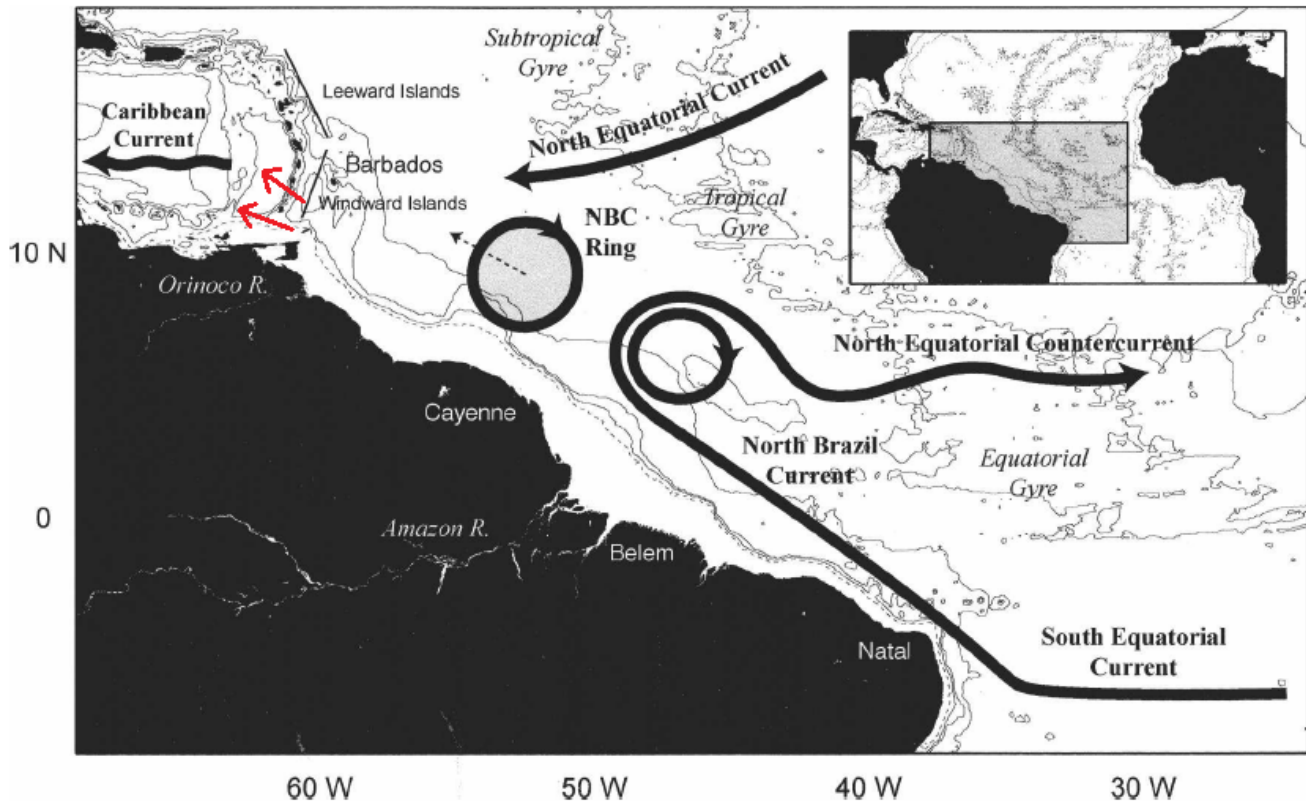 Subtropical
Gyre
North Equatorial Current
Leeward Islands
Caribbean
Current
Barbados
Windward Islands
NBC
Ring
Tropical
Gyre
10 N
Orinoco R.
North Equatorial Countercurrent
Cayenne
North Brazil
Current
Equatorial
Gyre
0
Amazon R.
Belem
Natal
South Equatorial
Current
60 W
50 W
40 W
30 W